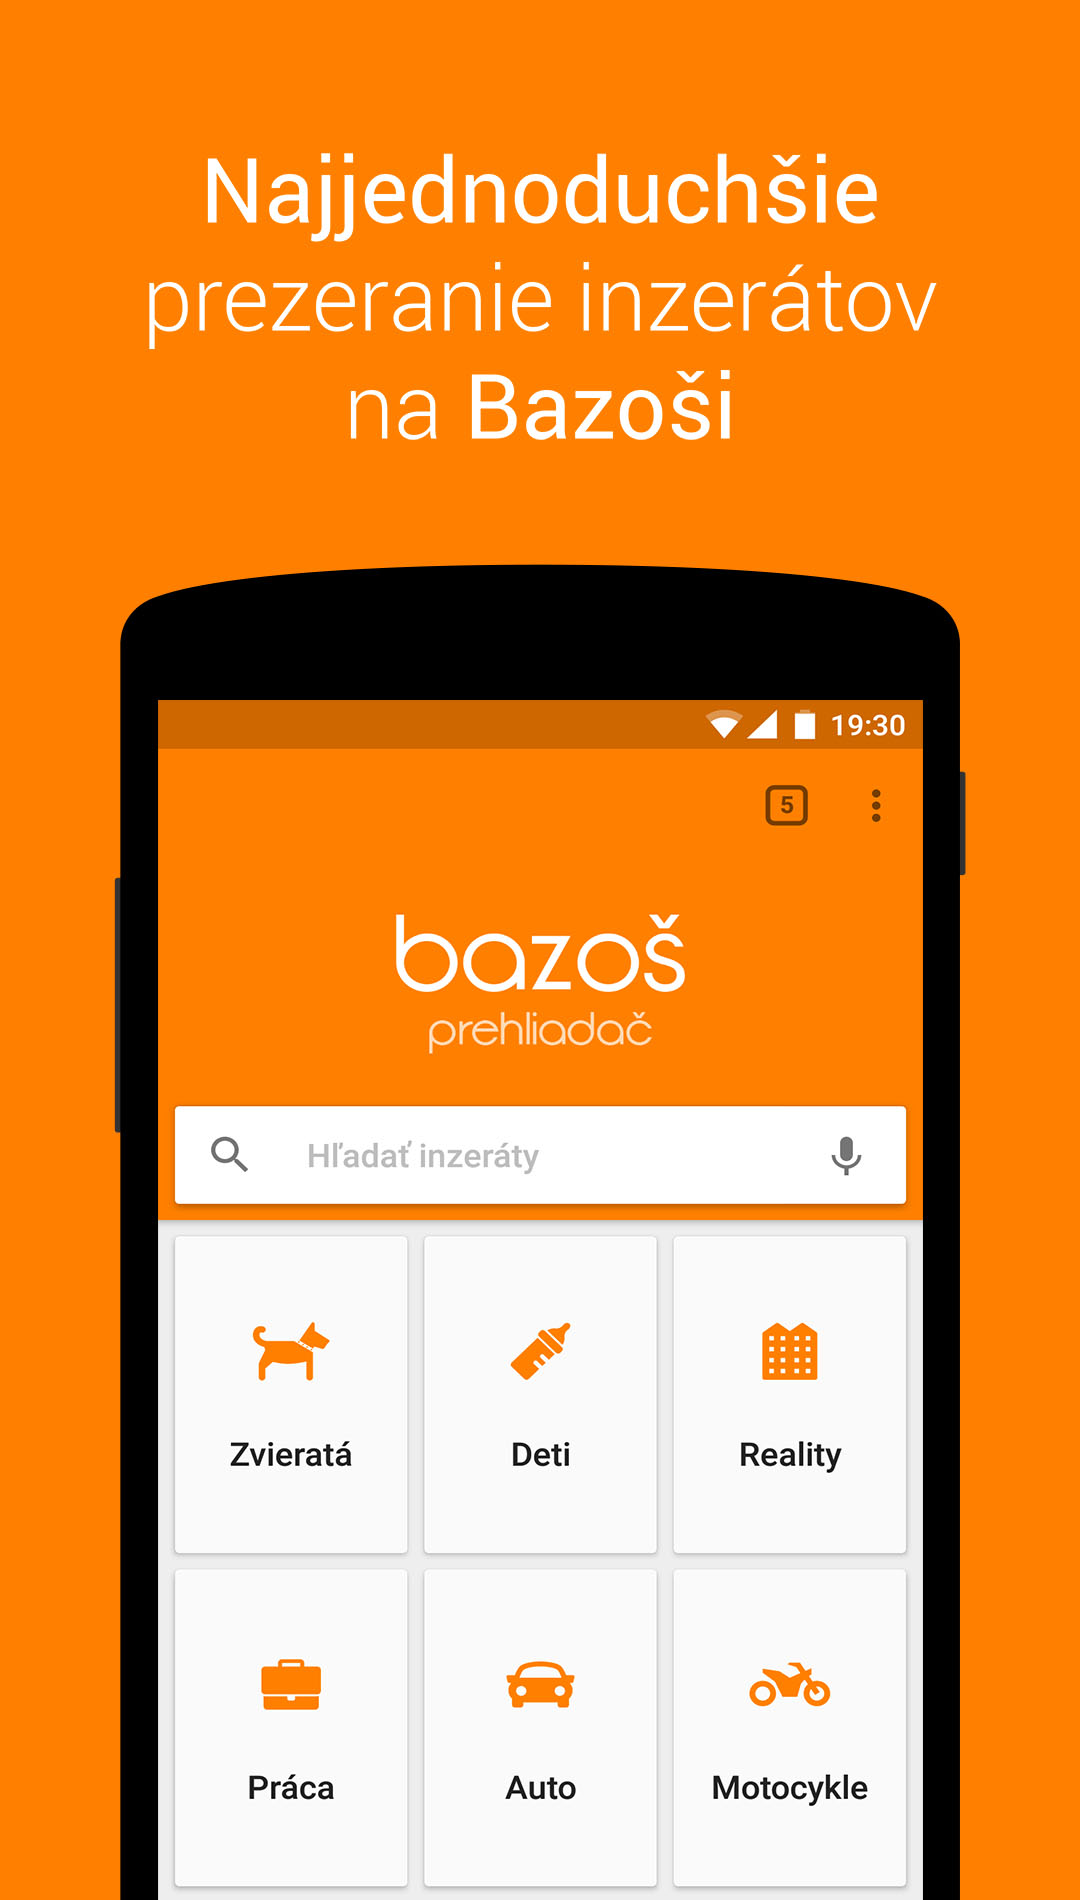 Najjednoduchšie
prezeranie inzerátov
na Bazoši
19:30
5
bazoš
prehliadač
Hľadať inzeráty
Zvieratá
Deti
Reality
Práca
Auto
Motocykle